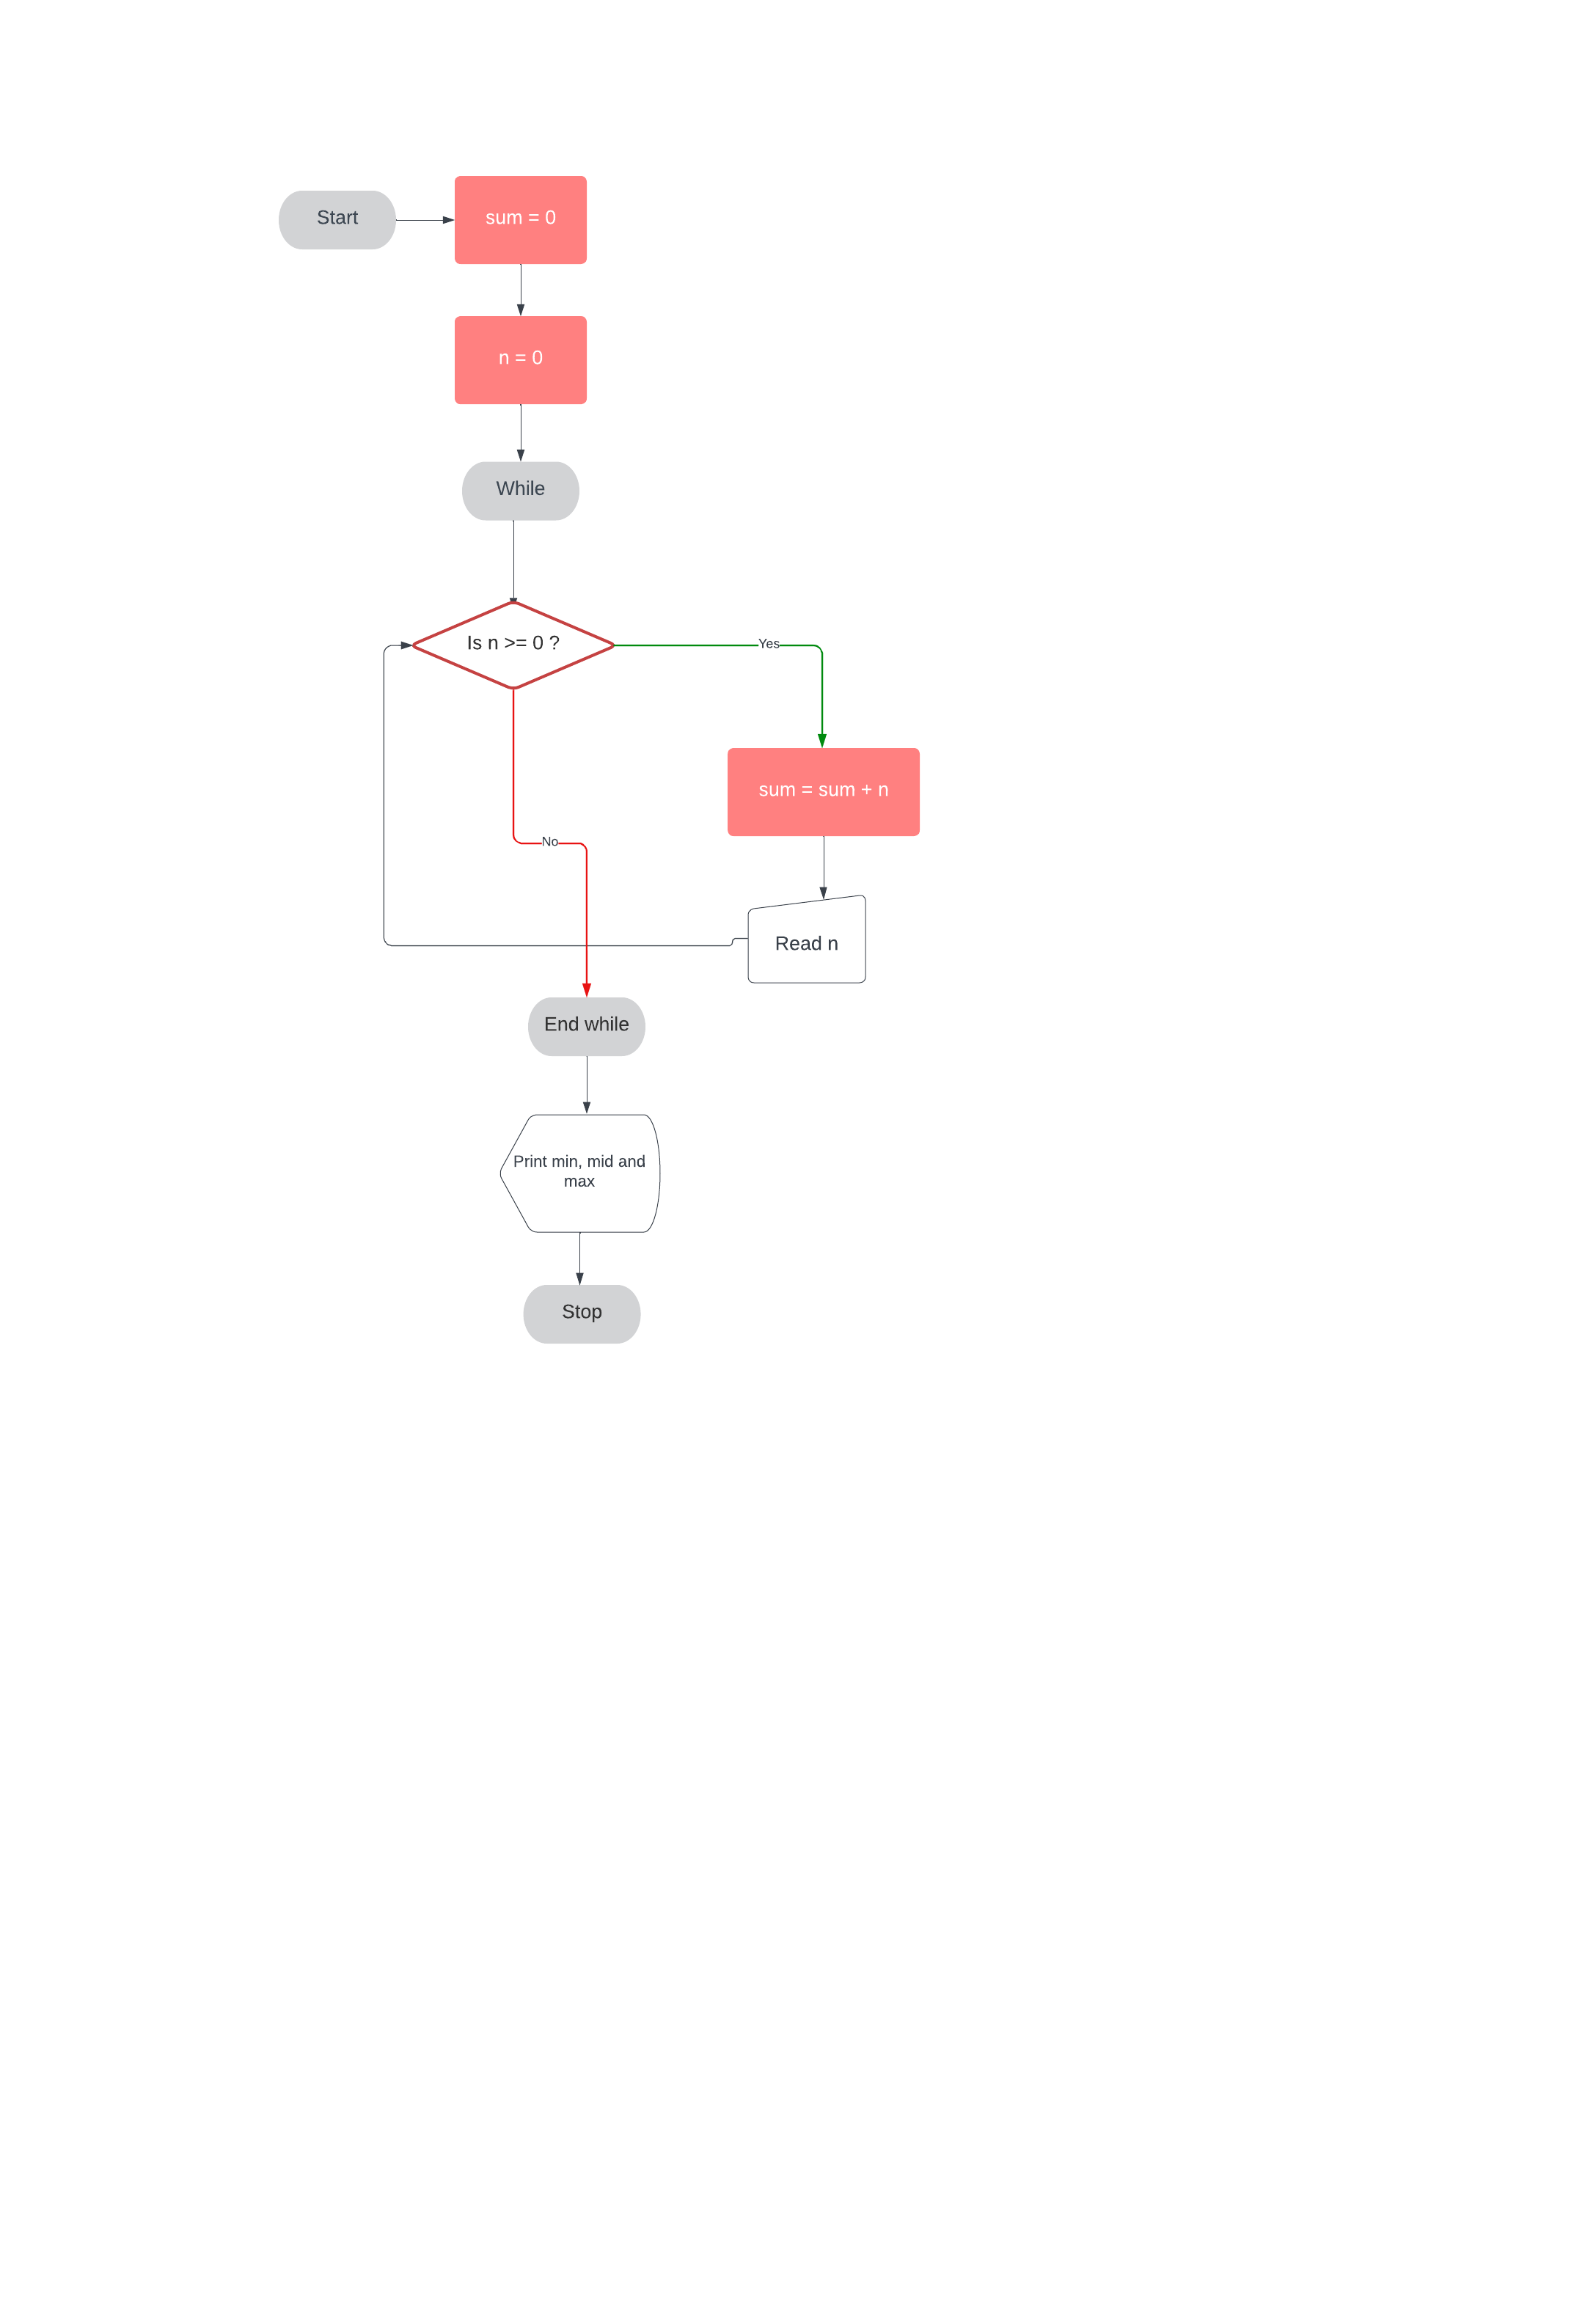 Start
sum = 0
n = 0
While
Is n >= 0 ?
Yes
sum = sum + n
No
Read n
End while
Print min, mid and
max
Stop